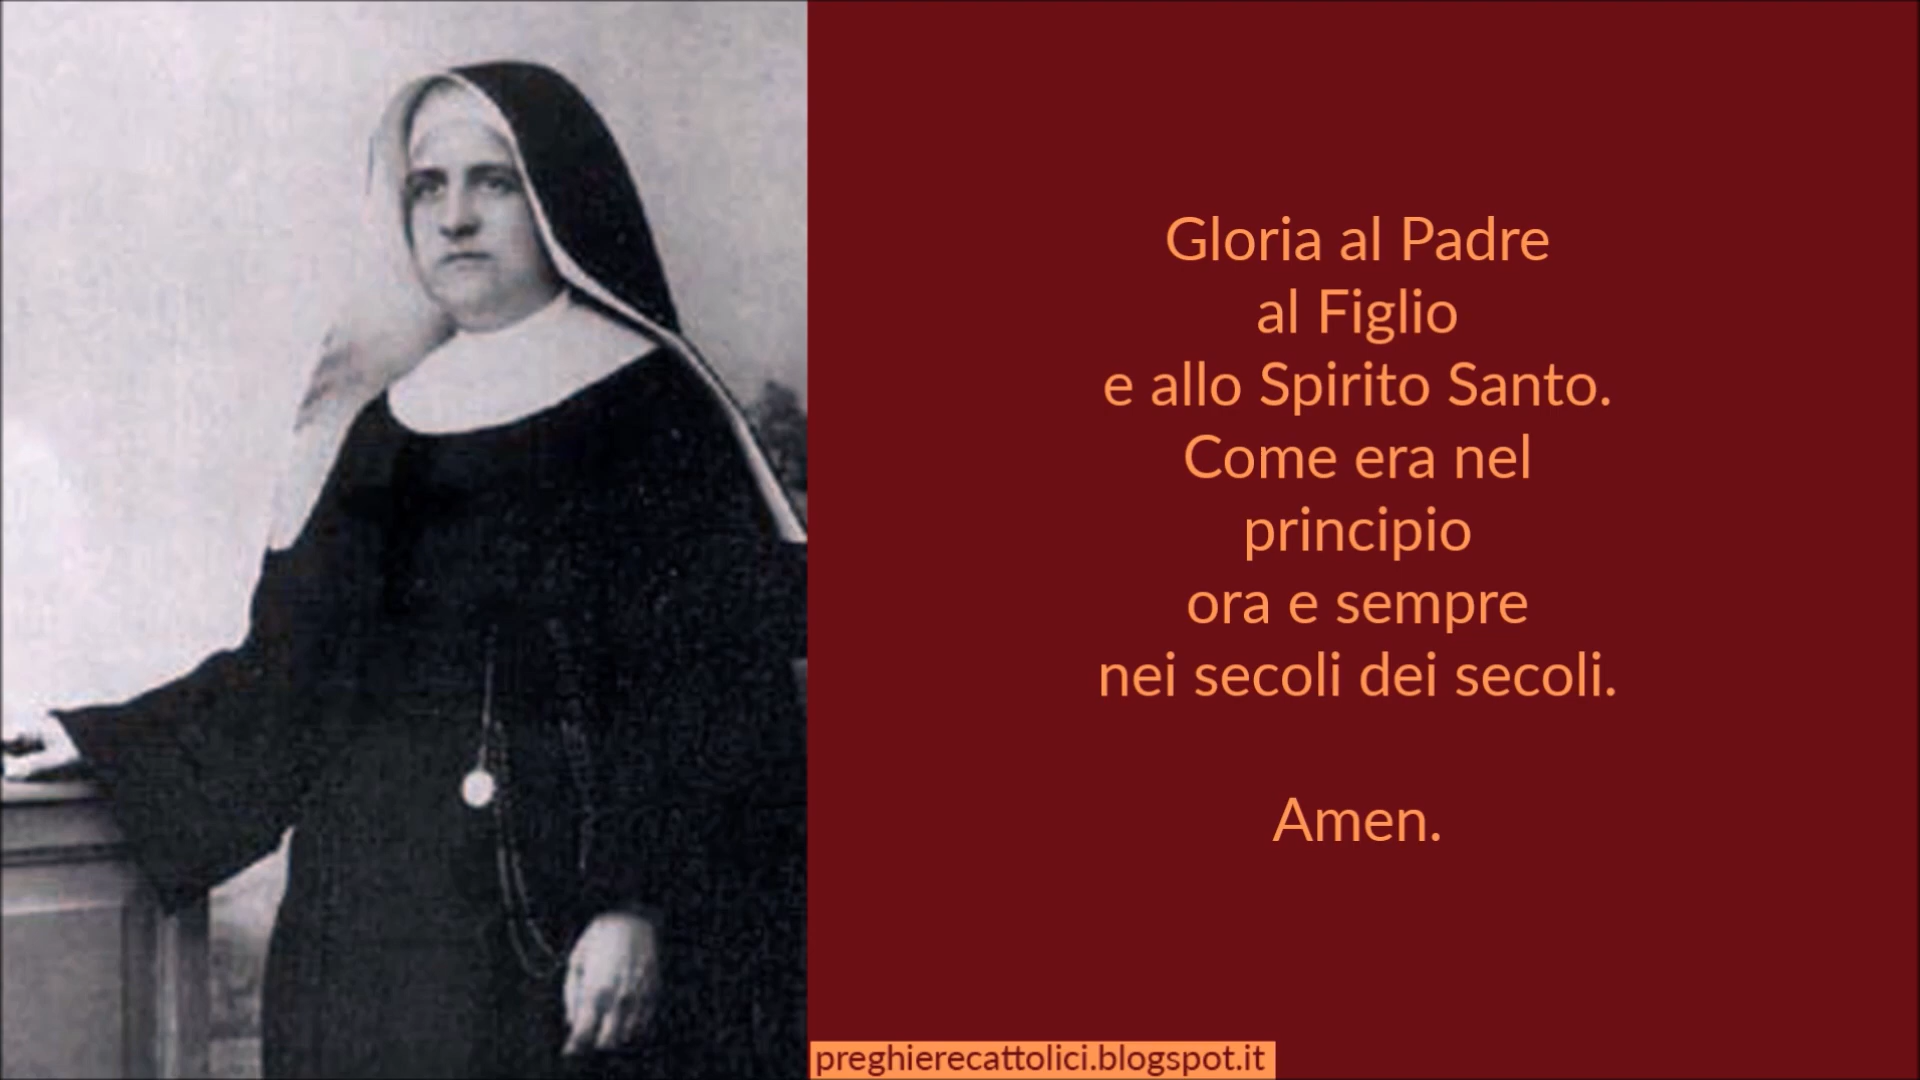 Gloria al Padre
al Figlio
e allo Spirito Santo.
Come era nel
principio
ora e sempre
nei secoli dei secoli.
Amen.
preghierecattolici.blogspot.it